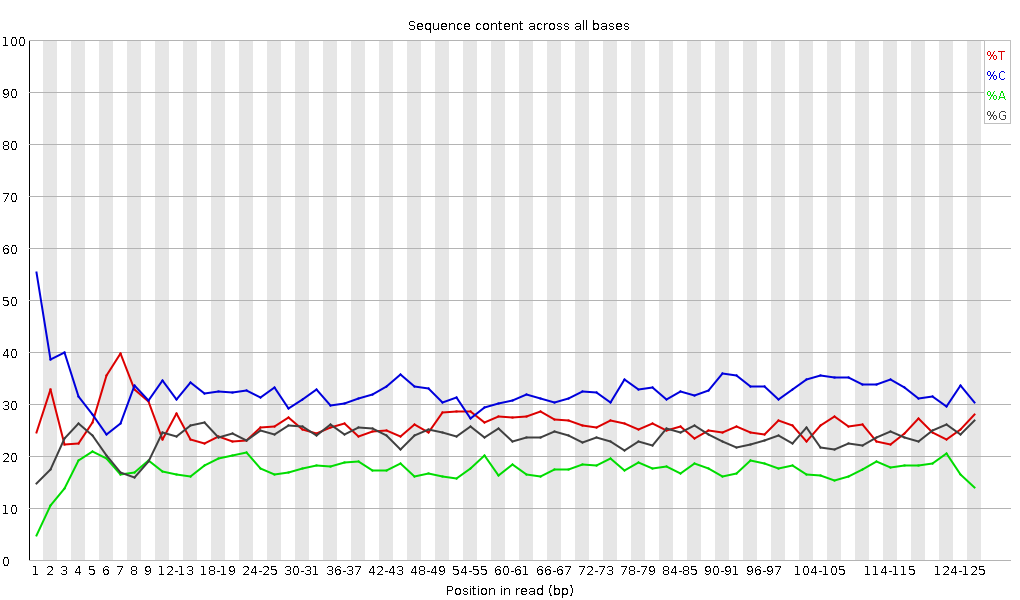 Sequence content across all bases
100
90
80
70
60
50
40
30
20
10
0
%T
%C
%A
%G
1 2 3 4 5 6 7 8 9 12-13 18-19 24-25 30-31 36-37 42-43 48-49 54-55 60-61 66-67 72-73 78-79 84-85 90-91 96-97 104-105 114-115 124-125
Position in read (bp)